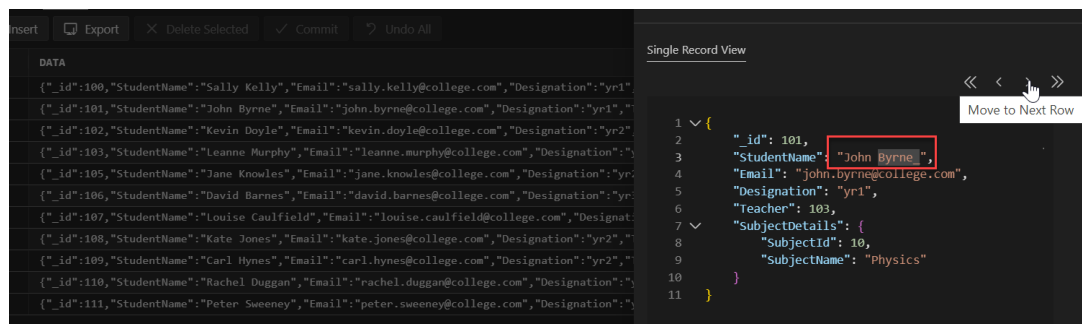 nsert Export Delete Selected Commit Undo All
DATA
{"_id":100,"StudentName":"Sally Kelly","Email":"sally.kelly@college.com","Designation":"yr1"
{"_id":101,"StudentName":"John Byrne","Email":"john.byrne@college.com","Designation":"yr1","
{"_id":102,"StudentName":"Kevin Doyle","Email":"kevin.doyle@college.com","Designation":"yr2"
{"_id":103,"StudentName":"Leanne Murphy","Email":"leanne.murphy@college.com","Designation":"y
{"_id":105,"StudentName":"Jane Knowles","Email":"jane.knowles@college.com","Designation":"yr2
{"_id":106,"StudentName":"David Barnes","Email":"david.barnes@college.com","Designation":"yr
{"_id":107,"StudentName":"Louise Caulfield","Email":"louise.caulfield@college.com","Designat
{"_id":108,"StudentName":"Kate Jones","Email":"kate.jones@college.com","Designation":"yr2","
{"_id":109,"StudentName":"Carl Hynes","Email":"carl.hynes@college.com","Designation":"yr2","
{"_id":110,"StudentName":"Rachel Duggan","Email":"rachel.duggan@college.com","Designation":"y
{"_id":111,"StudentName":"Peter Sweeney","Email":"peter.sweeney@college.com","Designation":"y
Single Record View
Move to Next Row
1 {
2 "_id": 101,
3 "StudentName": "John Byrne_",
4 "Email": "john.byrne@college.com",
5 "Designation": "yr1",
6 "Teacher": 103,
7 "SubjectDetails": {
8 "SubjectId": 10,
9 "SubjectName": "Physics"
10 }
11 }